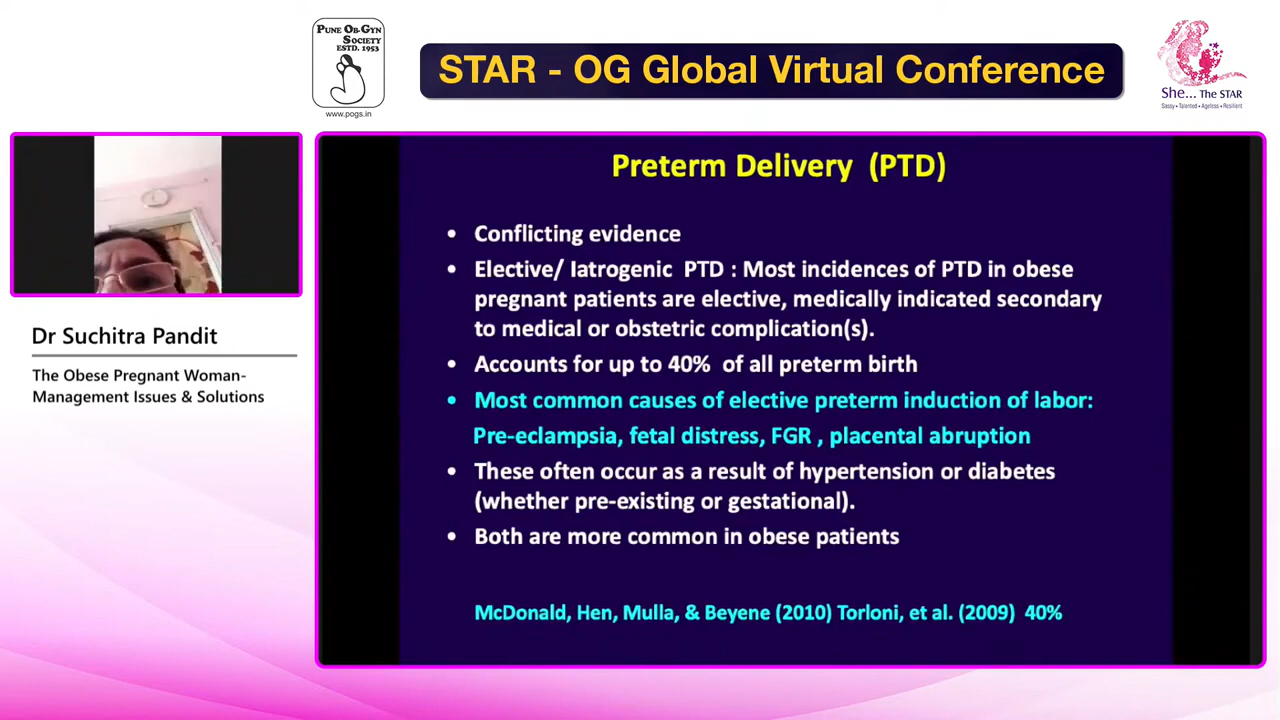 PUNE OB-GYN
SOCIETY
ESTD. 1953
www.pogs.in
STAR - OG Global Virtual Conference
She... THE STAR
Sassy • Talented • Ageless • Resilient
Dr Suchitra Pandit
The Obese Pregnant Woman-
Management Issues & Solutions
Preterm Delivery (PTD)
• Conflicting evidence
• Elective/ Iatrogenic PTD : Most incidences of PTD in obese
pregnant patients are elective, medically indicated secondary
to medical or obstetric complication(s).
• Accounts for up to 40% of all preterm birth
• Most common causes of elective preterm induction of labor:
Pre-eclampsia, fetal distress, FGR , placental abruption
• These often occur as a result of hypertension or diabetes
(whether pre-existing or gestational).
• Both are more common in obese patients
McDonald, Hen, Mulla, & Beyene (2010) Torloni, et al. (2009) 40%